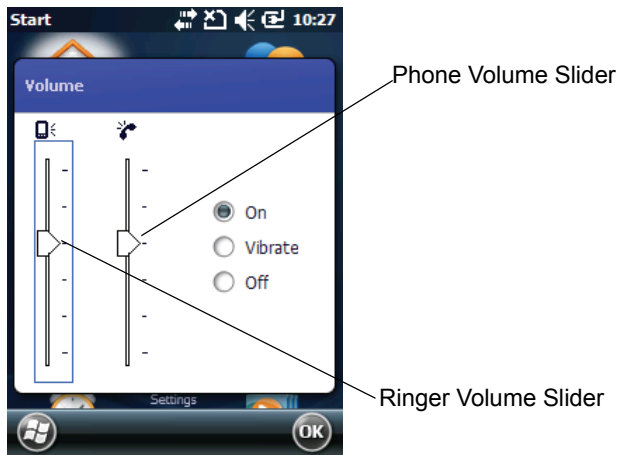 Start 10:27
Phone Volume Slider
Volume
On
Vibrate
Off
Ringer Volume Slider
Settings
OK